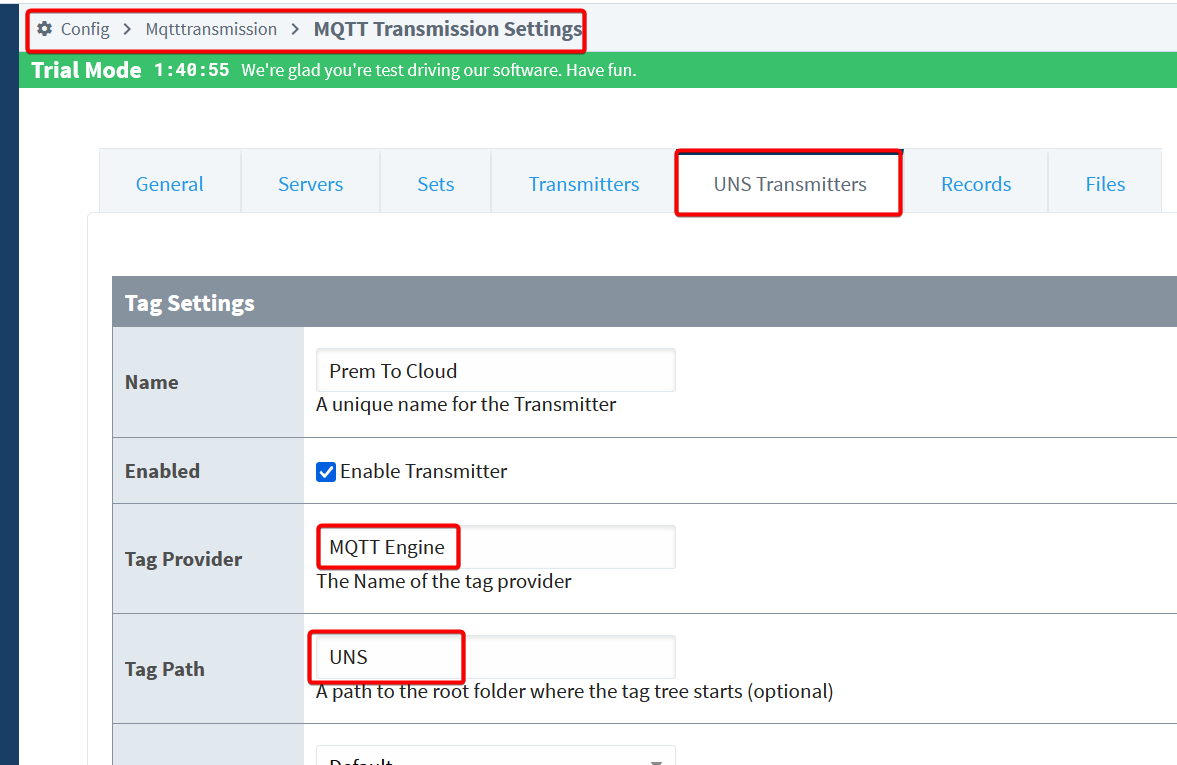 Config > Mqtttransmission > MQTT Transmission Settings
Trial Mode 1:40:55 We're glad you're test driving our software. Have fun.
General Servers Sets Transmitters UNS Transmitters Records Files
Tag Settings
Name
Prem To Cloud
A unique name for the Transmitter
Enabled
Enable Transmitter
Tag Provider
MQTT Engine
The Name of the tag provider
Tag Path
UNS
A path to the root folder where the tag tree starts (optional)
Default